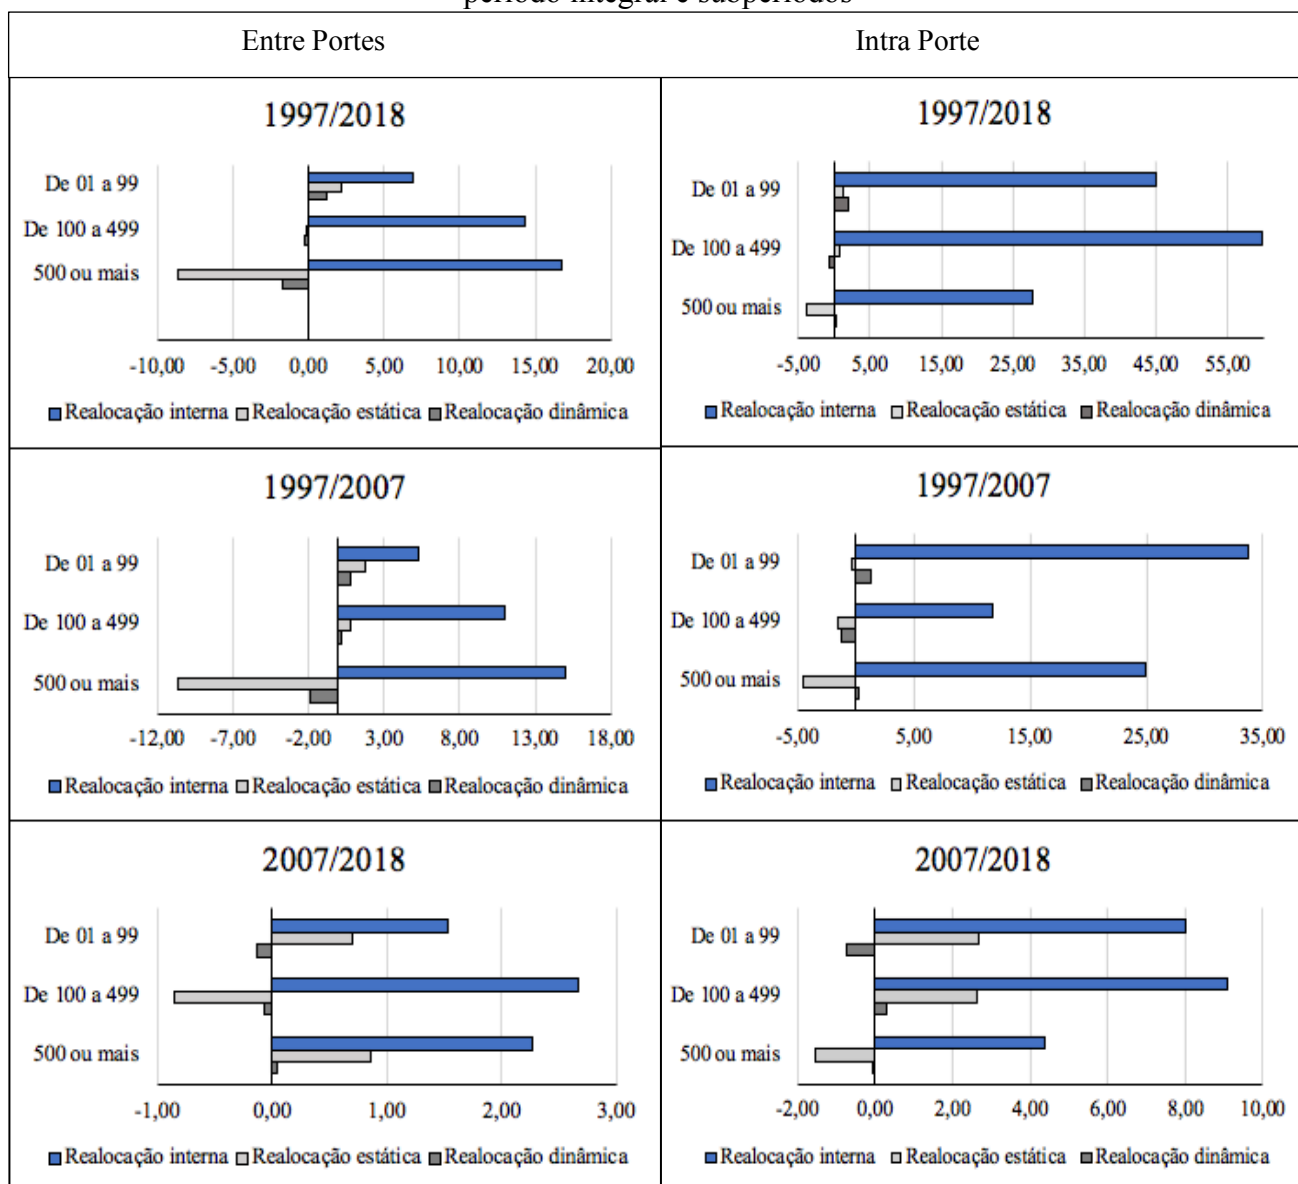 período integral e subperíodos
Entre Portes
Intra Porte
1997/2018
De 01 a 99
De 100 a 499
500 ou mais
-10,00 -5,00 0,00 5,00 10,00 15,00 20,00
Realocação interna Realocação estática Realocação dinâmica
1997/2018
De 01 a 99
De 100 a 499
500 ou mais
-5,00 5,00 15,00 25,00 35,00 45,00 55,00
Realocação interna Realocação estática Realocação dinâmica
1997/2007
De 01 a 99
De 100 a 499
500 ou mais
-12,00 -7,00 -2,00 3,00 8,00 13,00 18,00
Realocação interna Realocação estática Realocação dinâmica
1997/2007
De 01 a 99
De 100 a 499
500 ou mais
-5,00 5,00 15,00 25,00 35,00
Realocação interna Realocação estática Realocação dinâmica
2007/2018
De 01 a 99
De 100 a 499
500 ou mais
-1,00 0,00 1,00 2,00 3,00
Realocação interna Realocação estática Realocação dinâmica
2007/2018
De 01 a 99
De 100 a 499
500 ou mais
-2,00 0,00 2,00 4,00 6,00 8,00 10,00
Realocação interna Realocação estática Realocação dinâmica